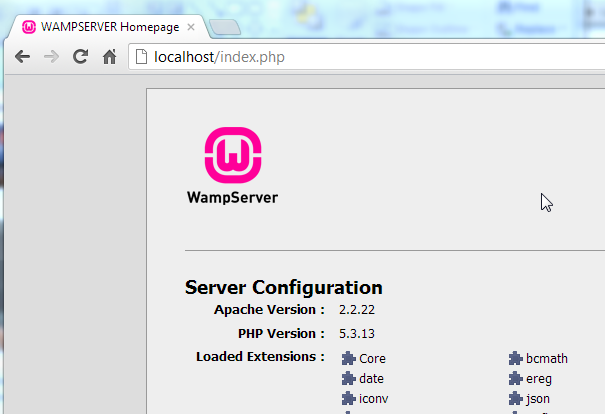 WAMPSERVER Homepage
localhost/index.php
WampServer
Server Configuration
Apache Version : 2.2.22
PHP Version : 5.3.13
Loaded Extensions : Core bcmath
date ereg
iconv json